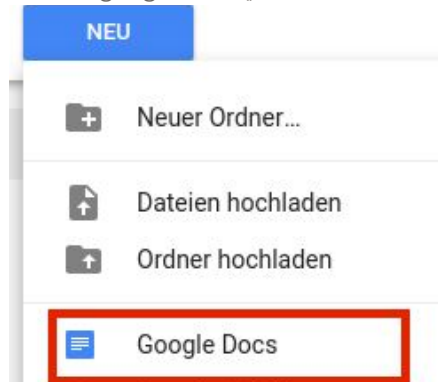 NEU
Neuer Ordner...
Dateien hochladen
Ordner hochladen
Google Docs